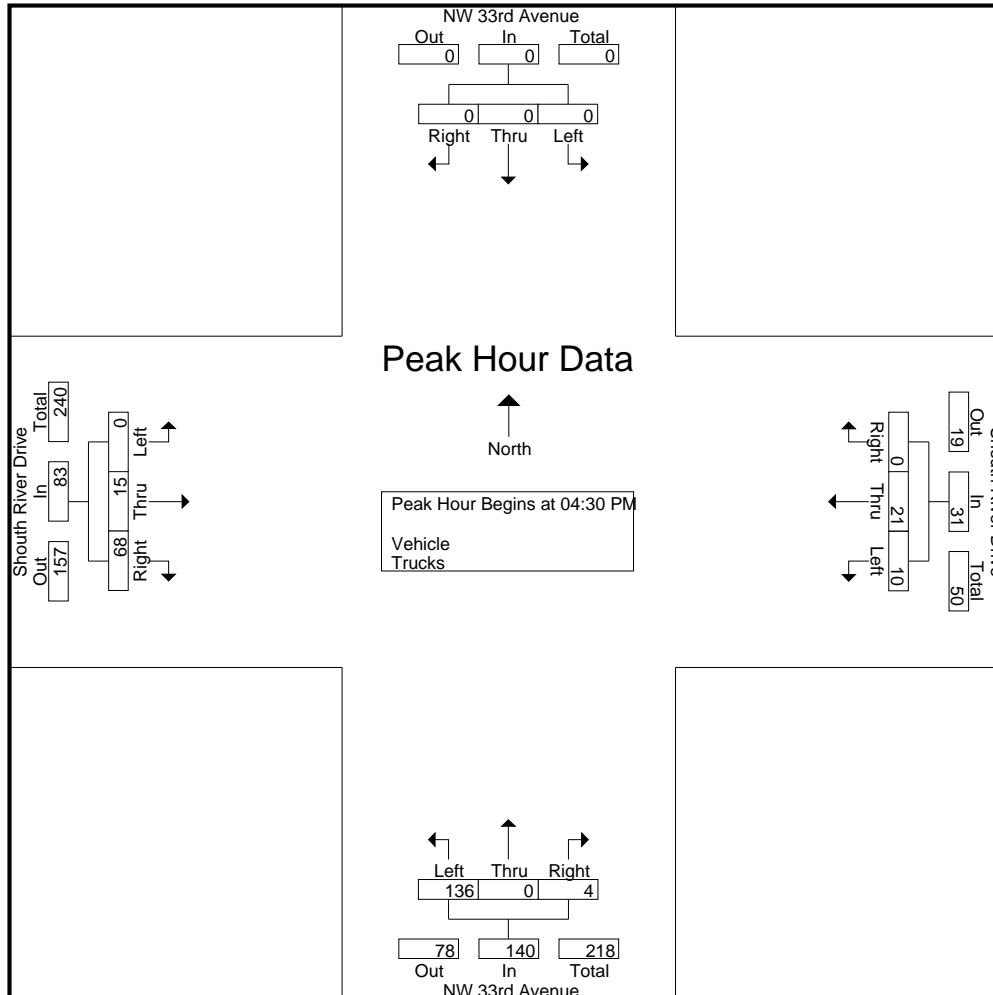 NW 33rd Avenue
Out In Total
0 0 0
0 0 0
Right Thru Left
Peak Hour Data
North
Peak Hour Begins at 04:30 PM
Vehicle
Trucks
Shouth River Drive
Out In Total
157 83 240
68 15 0
Right Thru Left
Out In Total
19 31 50
0 21 10
Right Thru Left
Left Thru Right
136 0 4
78 140 218
Out In Total
NW 33rd Avenue